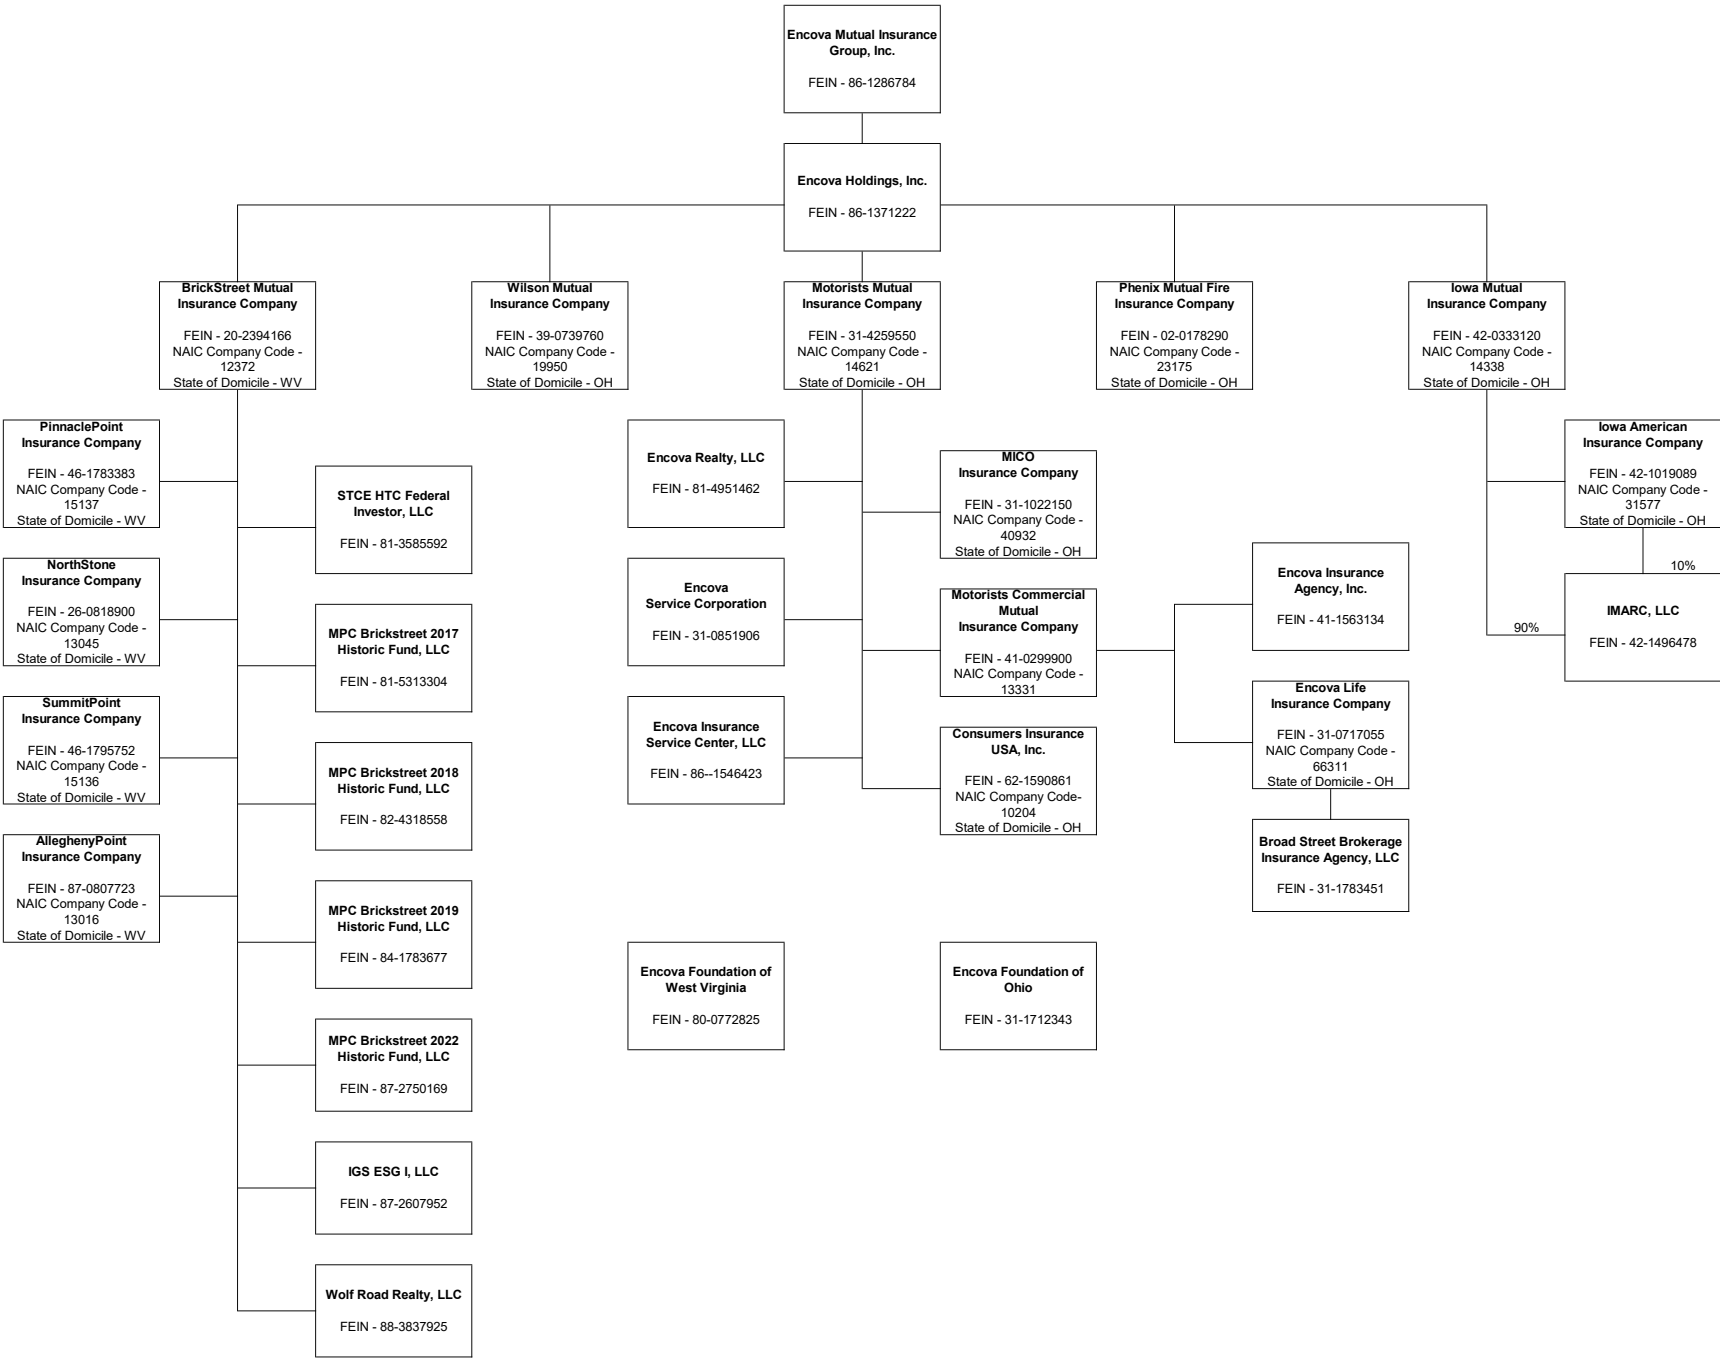 Encova Mutual Insurance
Group, Inc.
FEIN - 86-1286784
Encova Holdings, Inc.
FEIN - 86-1371222
BrickStreet Mutual
Insurance Company
FEIN - 20-2394166
NAIC Company Code -
12372
State of Domicile - WV
Wilson Mutual
Insurance Company
FEIN - 39-0739760
NAIC Company Code -
19950
State of Domicile - OH
Motorists Mutual
Insurance Company
FEIN - 31-4259550
NAIC Company Code -
14621
State of Domicile - OH
Phenix Mutual Fire
Insurance Company
FEIN - 02-0178290
NAIC Company Code -
23175
State of Domicile - OH
Iowa Mutual
Insurance Company
FEIN - 42-0333120
NAIC Company Code -
14338
State of Domicile - OH
PinnaclePoint
Insurance Company
FEIN - 46-1783383
NAIC Company Code -
15137
State of Domicile - WV
NorthStone
Insurance Company
FEIN - 26-0818900
NAIC Company Code -
13045
State of Domicile - WV
SummitPoint
Insurance Company
FEIN - 46-1795752
NAIC Company Code -
15136
State of Domicile - WV
AlleghenyPoint
Insurance Company
FEIN - 87-0807723
NAIC Company Code -
13016
State of Domicile - WV
STCE HTC Federal
Investor, LLC
FEIN - 81-3585592
MPC Brickstreet 2017
Historic Fund, LLC
FEIN - 81-5313304
MPC Brickstreet 2018
Historic Fund, LLC
FEIN - 82-4318558
MPC Brickstreet 2019
Historic Fund, LLC
FEIN - 84-1783677
MPC Brickstreet 2022
Historic Fund, LLC
FEIN - 87-2750169
IGS ESG I, LLC
FEIN - 87-2607952
Wolf Road Realty, LLC
FEIN - 88-3837925
Encova Realty, LLC
FEIN - 81-4951462
Encova
Service Corporation
FEIN - 31-0851906
Encova Insurance
Service Center, LLC
FEIN - 86--1546423
MICO
Insurance Company
FEIN - 31-1022150
NAIC Company Code -
40932
State of Domicile - OH
Motorists Commercial
Mutual
Insurance Company
FEIN - 41-0299900
NAIC Company Code -
13331
Consumers Insurance
USA, Inc.
FEIN - 62-1590861
NAIC Company Code-
10204
State of Domicile - OH
Encova Insurance
Agency, Inc.
FEIN - 41-1563134
Encova Life
Insurance Company
FEIN - 31-0717055
NAIC Company Code -
66311
State of Domicile - OH
Broad Street Brokerage
Insurance Agency, LLC
FEIN - 31-1783451
Iowa American
Insurance Company
FEIN - 42-1019089
NAIC Company Code -
31577
State of Domicile - OH
10%
90%
IMARC, LLC
FEIN - 42-1496478
Encova Foundation of
West Virginia
FEIN - 80-0772825
Encova Foundation of
Ohio
FEIN - 31-1712343